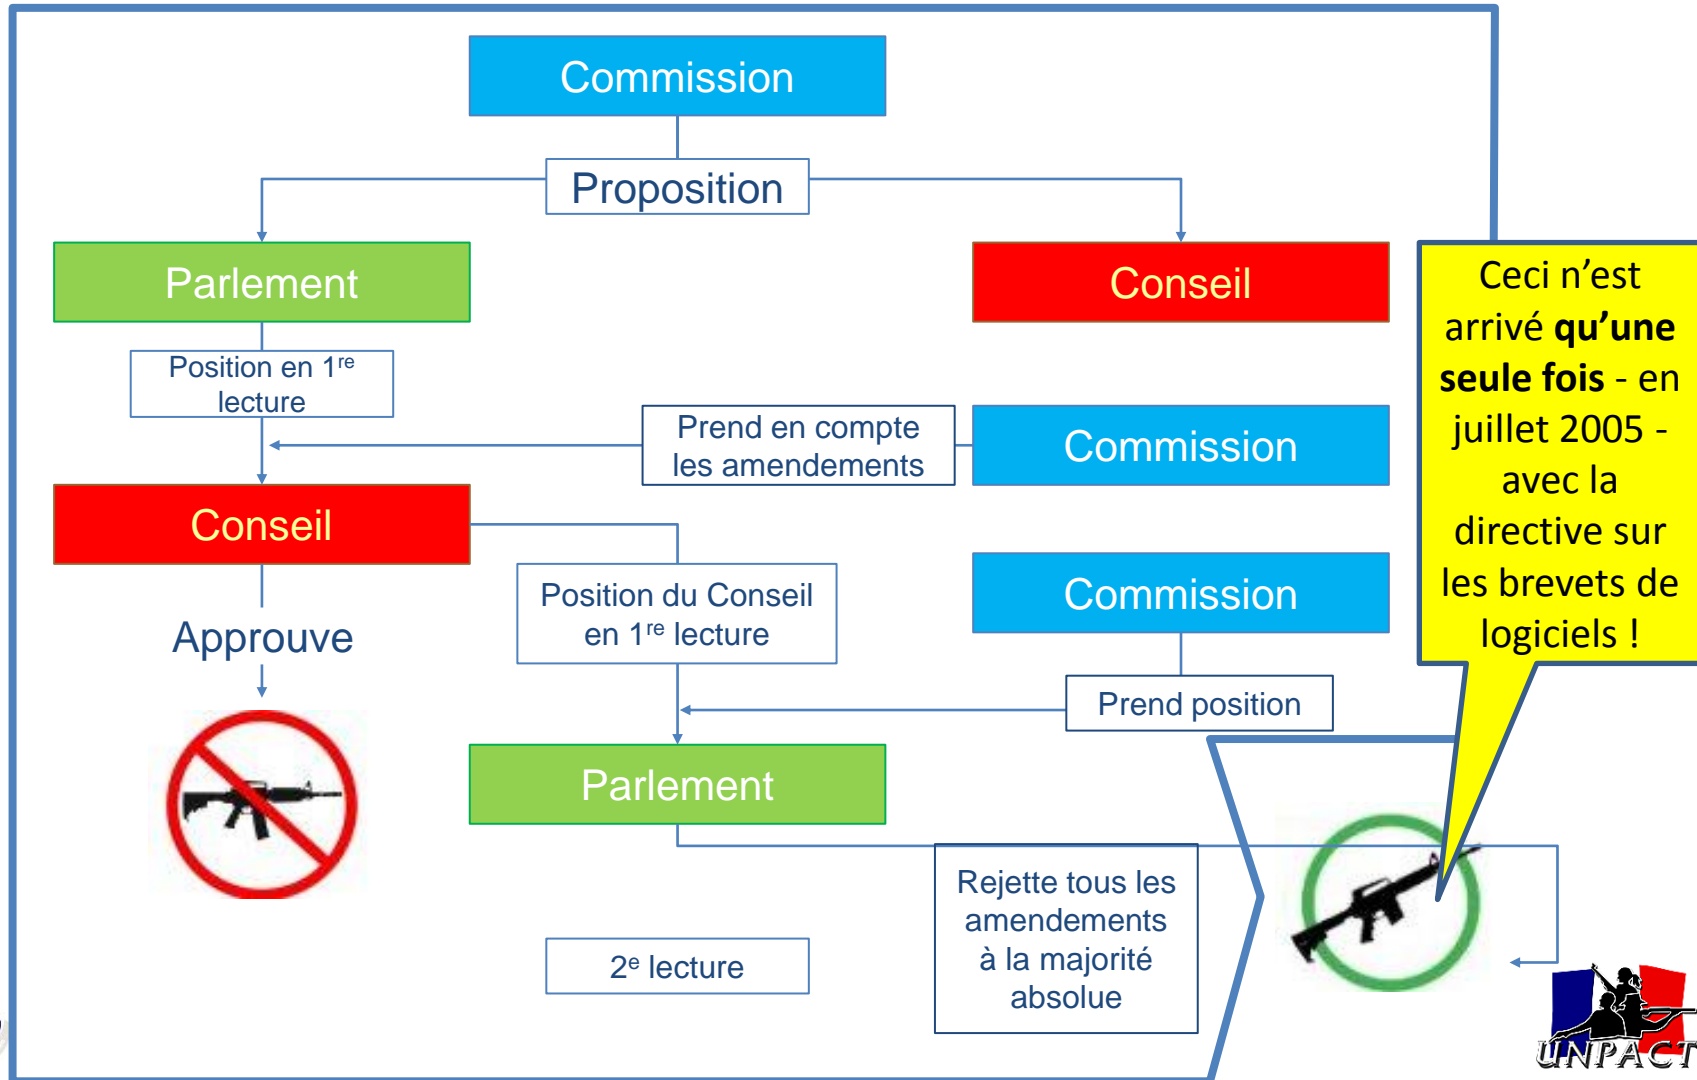 Commission
Proposition
Parlement
Conseil
Position en 1re
lecture
Prend en compte
les amendements
Commission
Conseil
Approuve
Position du Conseil
en 1re lecture
Commission
Prend position
Parlement
Rejette tous les
amendements
à la majorité
absolue
2e lecture
Ceci n’est
arrivé qu’une
seule fois - en
juillet 2005 -
avec la
directive sur
les brevets de
logiciels !
UNPACT